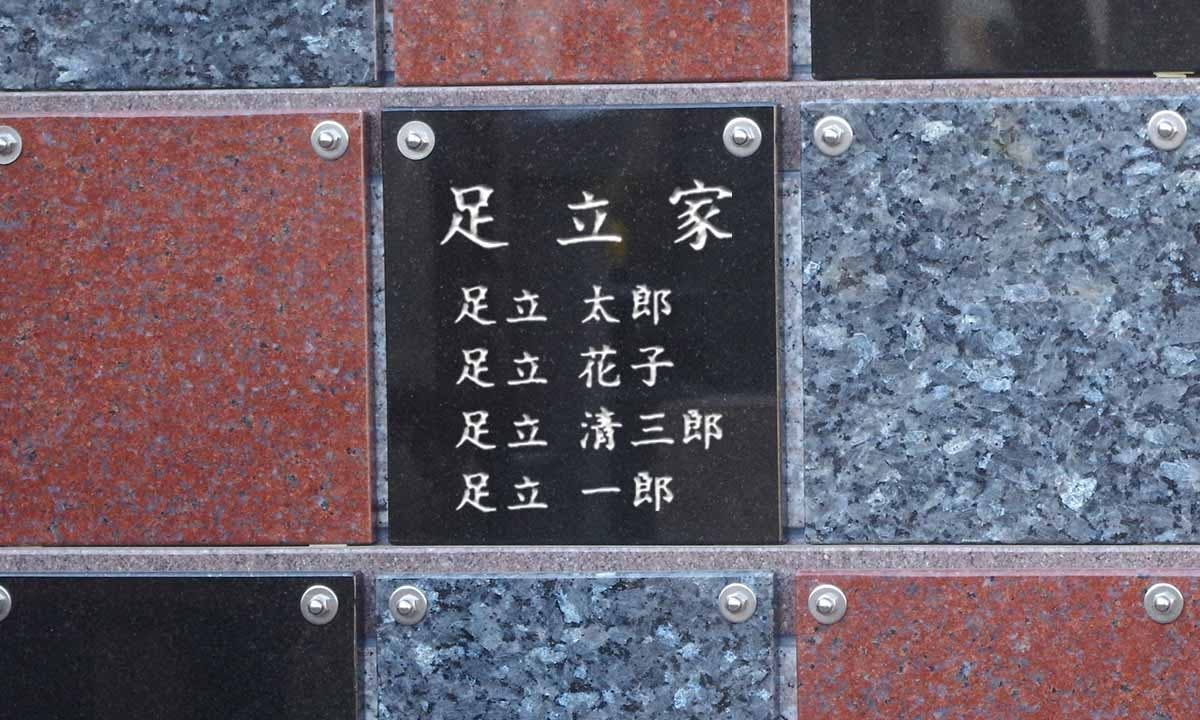 足立家
足立 太郎
足立 花子
足立 清三郎
足立 一郎